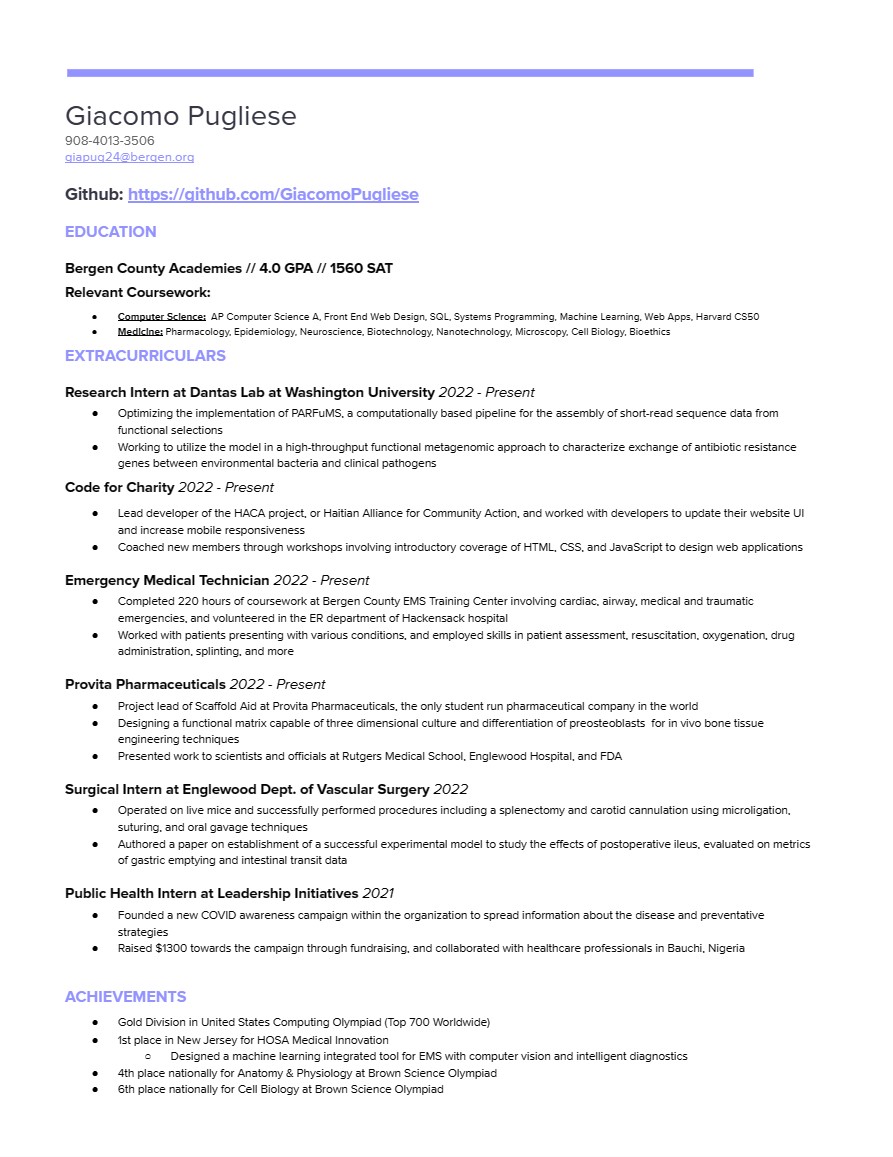 Giacomo Pugliese
908-4013-3506
giapug24@bergen.org
Github: https://github.com/GiacomoPugliese
EDUCATION
Bergen County Academies // 4.0 GPA // 1560 SAT
Relevant Coursework:
● Computer Science: AP Computer Science A, Front End Web Design, SQL, Systems Programming, Machine Learning, Web Apps, Harvard CS50
● Medicine: Pharmacology, Epidemiology, Neuroscience, Biotechnology, Nanotechnology, Microscopy, Cell Biology, Bioethics
EXTRACURRICULARS
Research Intern at Dantas Lab at Washington University 2022 - Present
● Optimizing the implementation of PARFuMS, a computationally based pipeline for the assembly of short-read sequence data from
functional selections
● Working to utilize the model in a high-throughput functional metagenomic approach to characterize exchange of antibiotic resistance
genes between environmental bacteria and clinical pathogens
Code for Charity 2022 - Present
● Lead developer of the HACA project, or Haitian Alliance for Community Action, and worked with developers to update their website UI
and increase mobile responsiveness
● Coached new members through workshops involving introductory coverage of HTML, CSS, and JavaScript to design web applications
Emergency Medical Technician 2022 - Present
● Completed 220 hours of coursework at Bergen County EMS Training Center involving cardiac, airway, medical and traumatic
emergencies, and volunteered in the ER department of Hackensack hospital
● Worked with patients presenting with various conditions, and employed skills in patient assessment, resuscitation, oxygenation, drug
administration, splinting, and more
Provita Pharmaceuticals 2022 - Present
● Project lead of Scaffold Aid at Provita Pharmaceuticals, the only student run pharmaceutical company in the world
● Designing a functional matrix capable of three dimensional culture and differentiation of preosteoblasts for in vivo bone tissue
engineering techniques
● Presented work to scientists and officials at Rutgers Medical School, Englewood Hospital, and FDA
Surgical Intern at Englewood Dept. of Vascular Surgery 2022
● Operated on live mice and successfully performed procedures including a splenectomy and carotid cannulation using microligation,
suturing, and oral gavage techniques
● Authored a paper on establishment of a successful experimental model to study the effects of postoperative ileus, evaluated on metrics
of gastric emptying and intestinal transit data
Public Health Intern at Leadership Initiatives 2021
● Founded a new COVID awareness campaign within the organization to spread information about the disease and preventative
strategies
● Raised $1300 towards the campaign through fundraising, and collaborated with healthcare professionals in Bauchi, Nigeria
ACHIEVEMENTS
● Gold Division in United States Computing Olympiad (Top 700 Worldwide)
● 1st place in New Jersey for HOSA Medical Innovation
○ Designed a machine learning integrated tool for EMS with computer vision and intelligent diagnostics
● 4th place nationally for Anatomy & Physiology at Brown Science Olympiad
● 6th place nationally for Cell Biology at Brown Science Olympiad